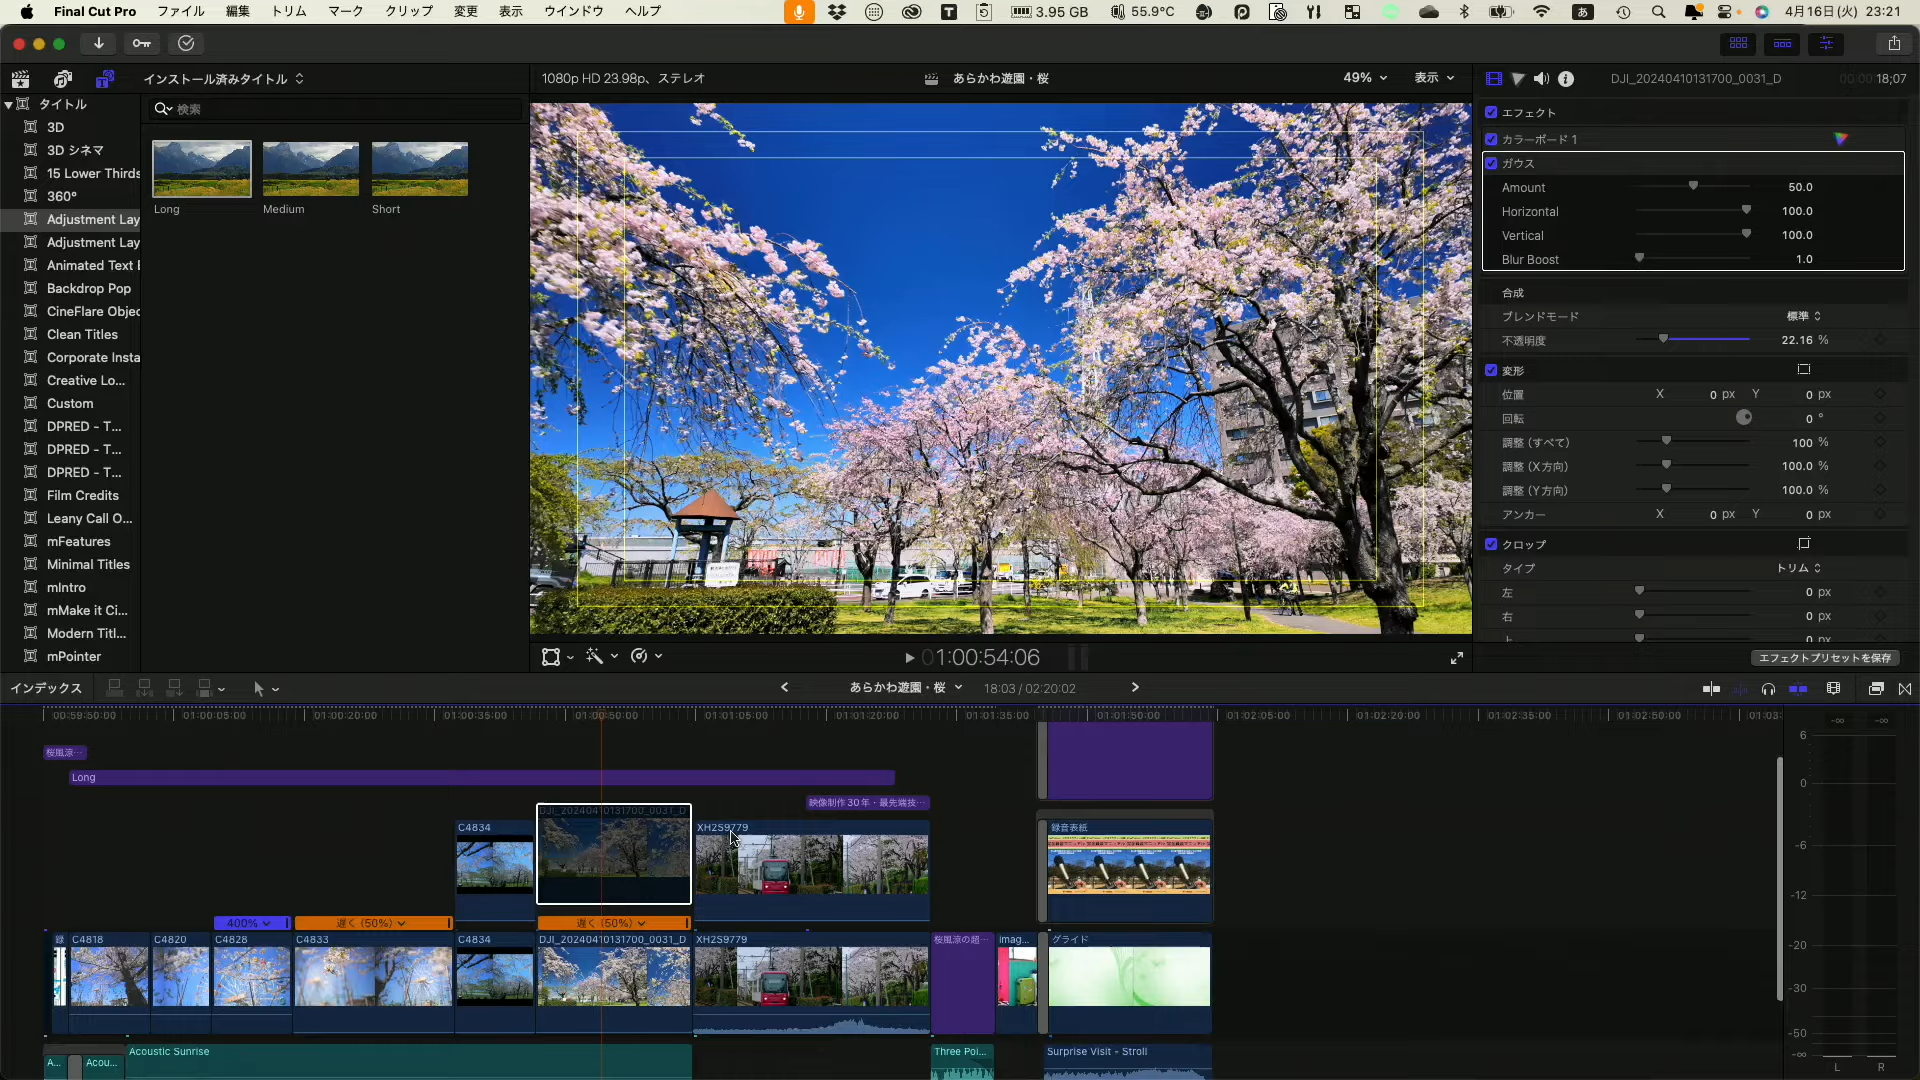 Final Cut Pro ファイル 編集 トリム マーク クリップ 変更 表示 ウインドウ ヘルプ 3.95 GB 55.9°C あ 4月16日(火) 23:21
インストール済みタイトル 1080p HD 23.98p、ステレオ あらかわ遊園・桜 49% 表示 DJI_20240410131700_0031_D 18;07
タイトル
検索
3D
3D シネマ
15 Lower Thirds
360°
Adjustment Lay
Adjustment Lay
Animated Text
Backdrop Pop
CineFlare Objec
Clean Titles
Corporate Insta
Creative Lo...
Custom
DPRED - T...
DPRED - T...
DPRED - T...
Film Credits
Leany Call O...
mFeatures
Minimal Titles
mIntro
mMake it Ci...
Modern Titl...
mPointer
Long Medium Short
エフェクト
カラーボード 1
ガウス
Amount 50.0
Horizontal 100.0
Vertical 100.0
Blur Boost 1.0
合成
ブレンドモード 標準
不透明度 22.16 %
変形
位置 X 0 px Y 0 px
回転 0 °
調整 (すべて) 100 %
調整 (X方向) 100.0 %
調整 (Y方向) 100.0 %
アンカー X 0 px Y 0 px
クロップ
タイプ トリム
左 0 px
右 0 px
上 0 px
エフェクトプリセットを保存
01:00:54:06
インデックス あらかわ遊園・桜 18:03 / 02:20:02
00:59:50:00 01:00:05:00 01:00:20:00 01:00:35:00 01:00:50:00 01:01:05:00 01:01:20:00 01:01:35:00 01:01:50:00 01:02:05:00 01:02:20:00 01:02:35:00 01:02:50:00 01:03:
桜風涼…
Long
映像制作30年・最先端技…
C4834 DJI_20240410131700_0031_D XH2S9779 録音表紙
400% 遅く (50%) 遅く (50%)
録 C4818 C4820 C4828 C4833 C4834 DJI_20240410131700_0031_D XH2S9779 桜風涼の超… imag... グライド
A... Acou... Acoustic Sunrise Three Poi... Surprise Visit - Stroll
-∞ -∞
6
0
-6
-12
-20
-30
-50
-∞
L R